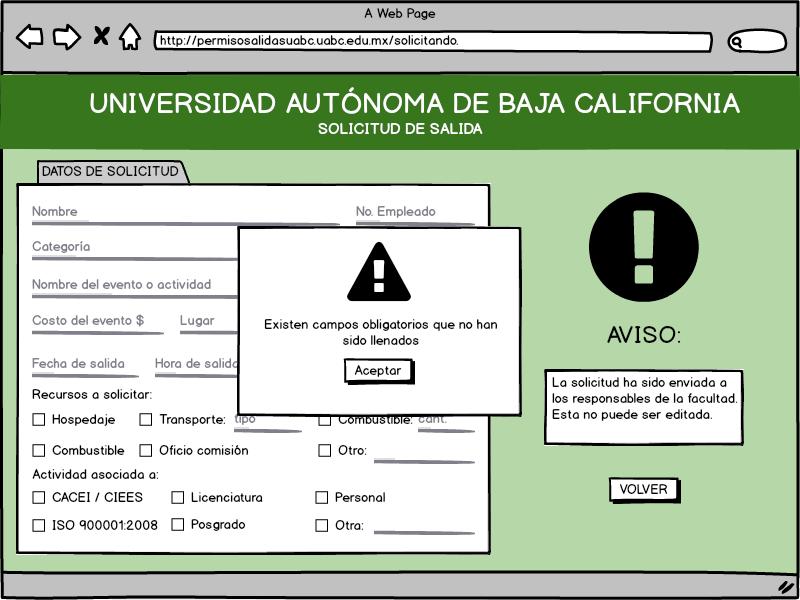 A Web Page
http://permisosalidasuabc.uabc.edu.mx/solicitando.
UNIVERSIDAD AUTÓNOMA DE BAJA CALIFORNIA
SOLICITUD DE SALIDA
DATOS DE SOLICITUD
Nombre No. Empleado
Categoría
Nombre del evento o actividad
Costo del evento $ Lugar
Fecha de salida Hora de salida
Existen campos obligatorios que no han
sido llenados
Aceptar
Recursos a solicitar:
Hospedaje Transporte: tipo Combustible: cant.
Combustible Oficio comisión Otro:
Actividad asociada a:
CACEI / CIEES Licenciatura Personal
ISO 900001:2008 Posgrado Otra:
AVISO:
La solicitud ha sido enviada a
los responsables de la facultad.
Esta no puede ser editada.
VOLVER